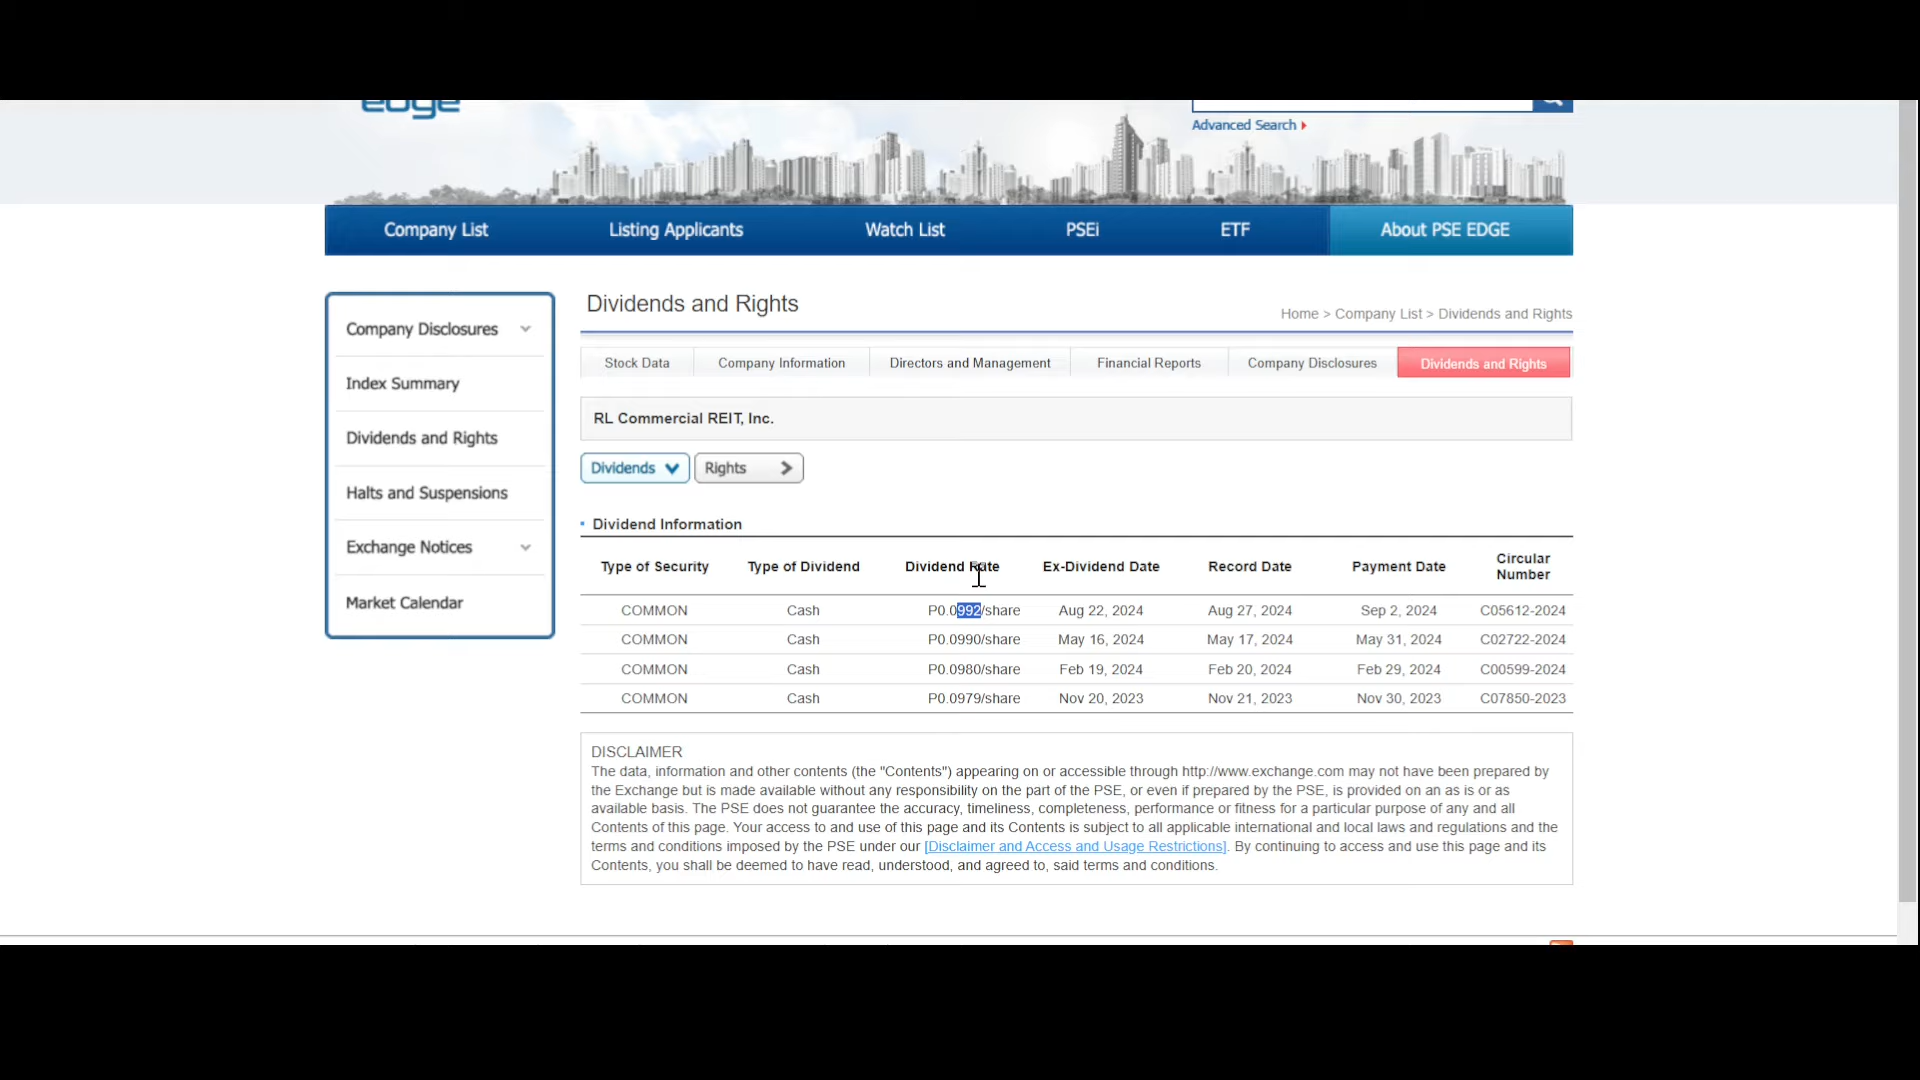 edge
Advanced Search
Company List
Listing Applicants
Watch List
PSEi
ETF
About PSE EDGE
Company Disclosures
Index Summary
Dividends and Rights
Halts and Suspensions
Exchange Notices
Market Calendar
Dividends and Rights
Home > Company List > Dividends and Rights
Stock Data
Company Information
Directors and Management
Financial Reports
Company Disclosures
Dividends and Rights
RL Commercial REIT, Inc.
Dividends
Rights
Dividend Information
Type of Security Type of Dividend Dividend Rate Ex-Dividend Date Record Date Payment Date Circular Number
COMMON Cash P0.0992/share Aug 22, 2024 Aug 27, 2024 Sep 2, 2024 C05612-2024
COMMON Cash P0.0990/share May 16, 2024 May 17, 2024 May 31, 2024 C02722-2024
COMMON Cash P0.0980/share Feb 19, 2024 Feb 20, 2024 Feb 29, 2024 C00599-2024
COMMON Cash P0.0979/share Nov 20, 2023 Nov 21, 2023 Nov 30, 2023 C07850-2023
DISCLAIMER
The data, information and other contents (the "Contents") appearing on or accessible through http://www.exchange.com may not have been prepared by
the Exchange but is made available without any responsibility on the part of the PSE, or even if prepared by the PSE, is provided on an as is or as
available basis. The PSE does not guarantee the accuracy, timeliness, completeness, performance or fitness for a particular purpose of any and all
Contents of this page. Your access to and use of this page and its Contents is subject to all applicable international and local laws and regulations and the
terms and conditions imposed by the PSE under our [Disclaimer and Access and Usage Restrictions]. By continuing to access and use this page and its
Contents, you shall be deemed to have read, understood, and agreed to, said terms and conditions.